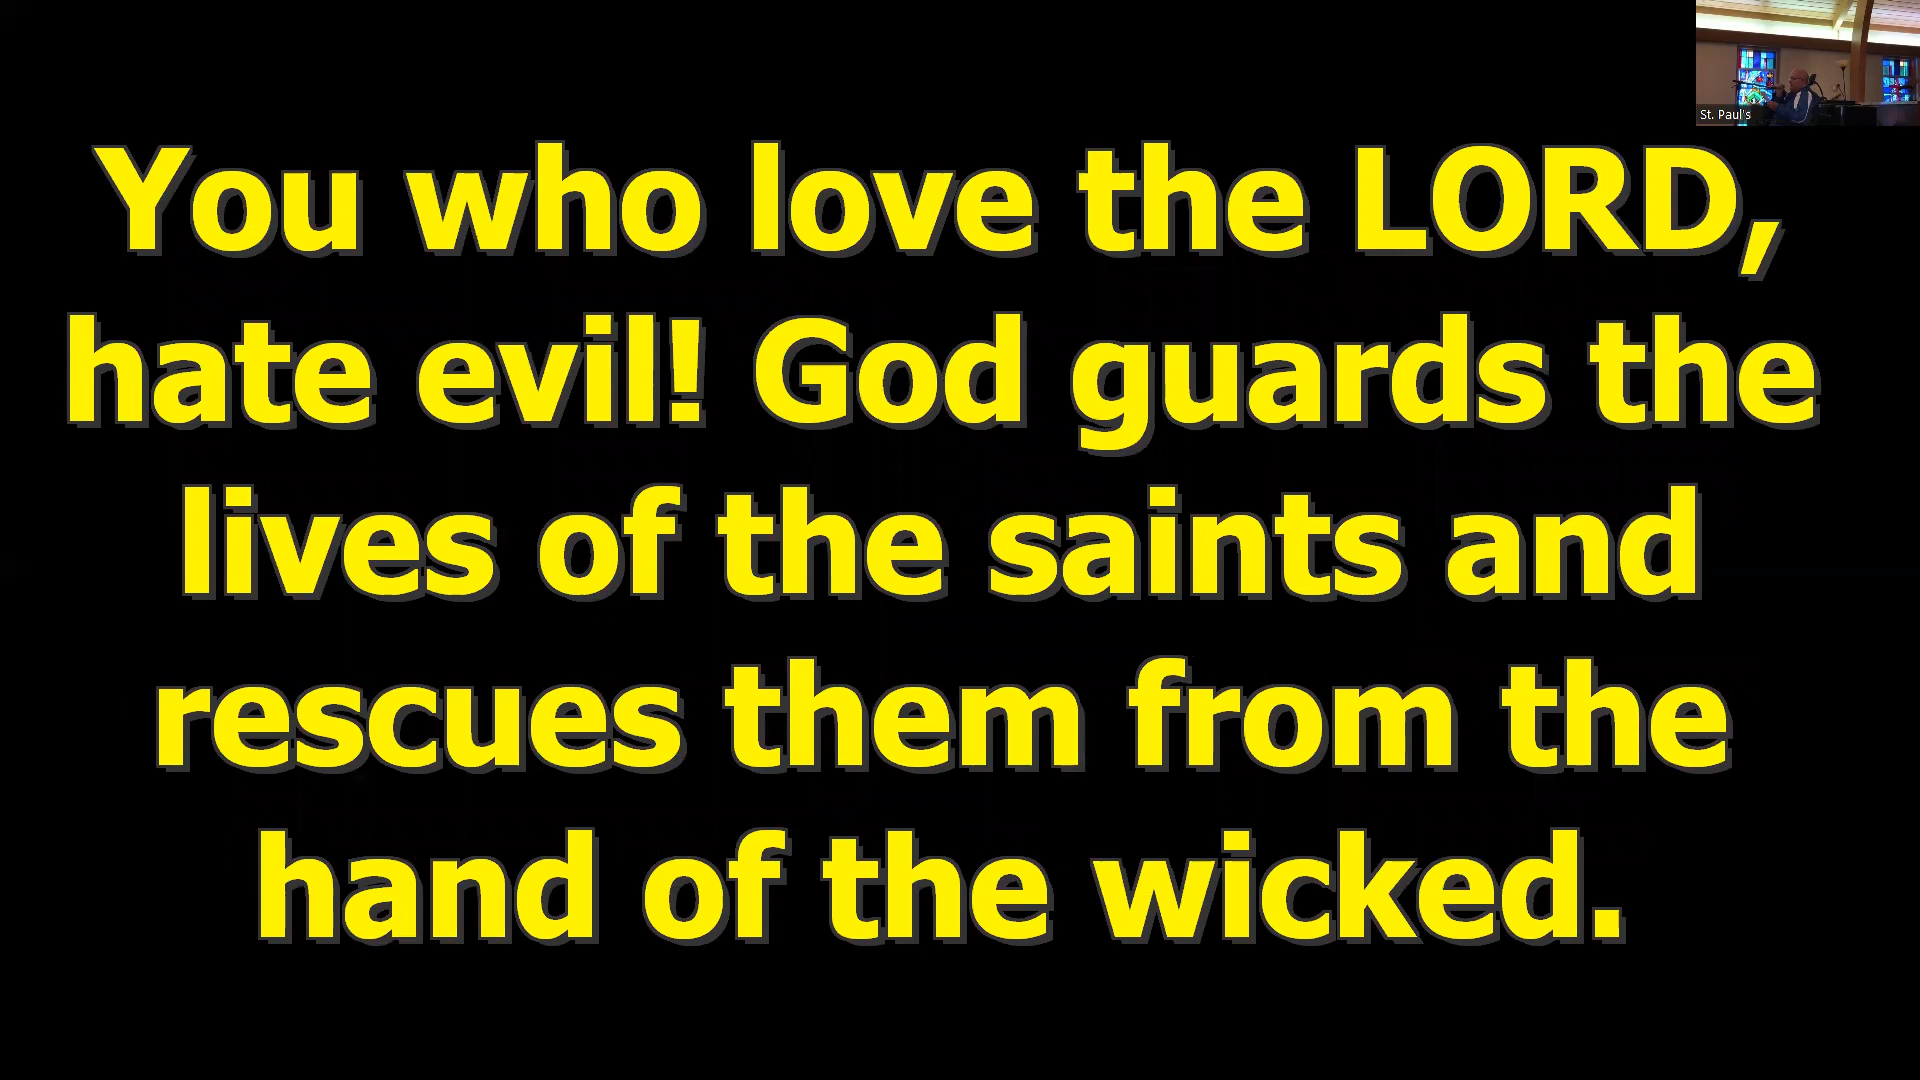 St. Paul's
You who love the LORD,
hate evil! God guards the
lives of the saints and
rescues them from the
hand of the wicked.